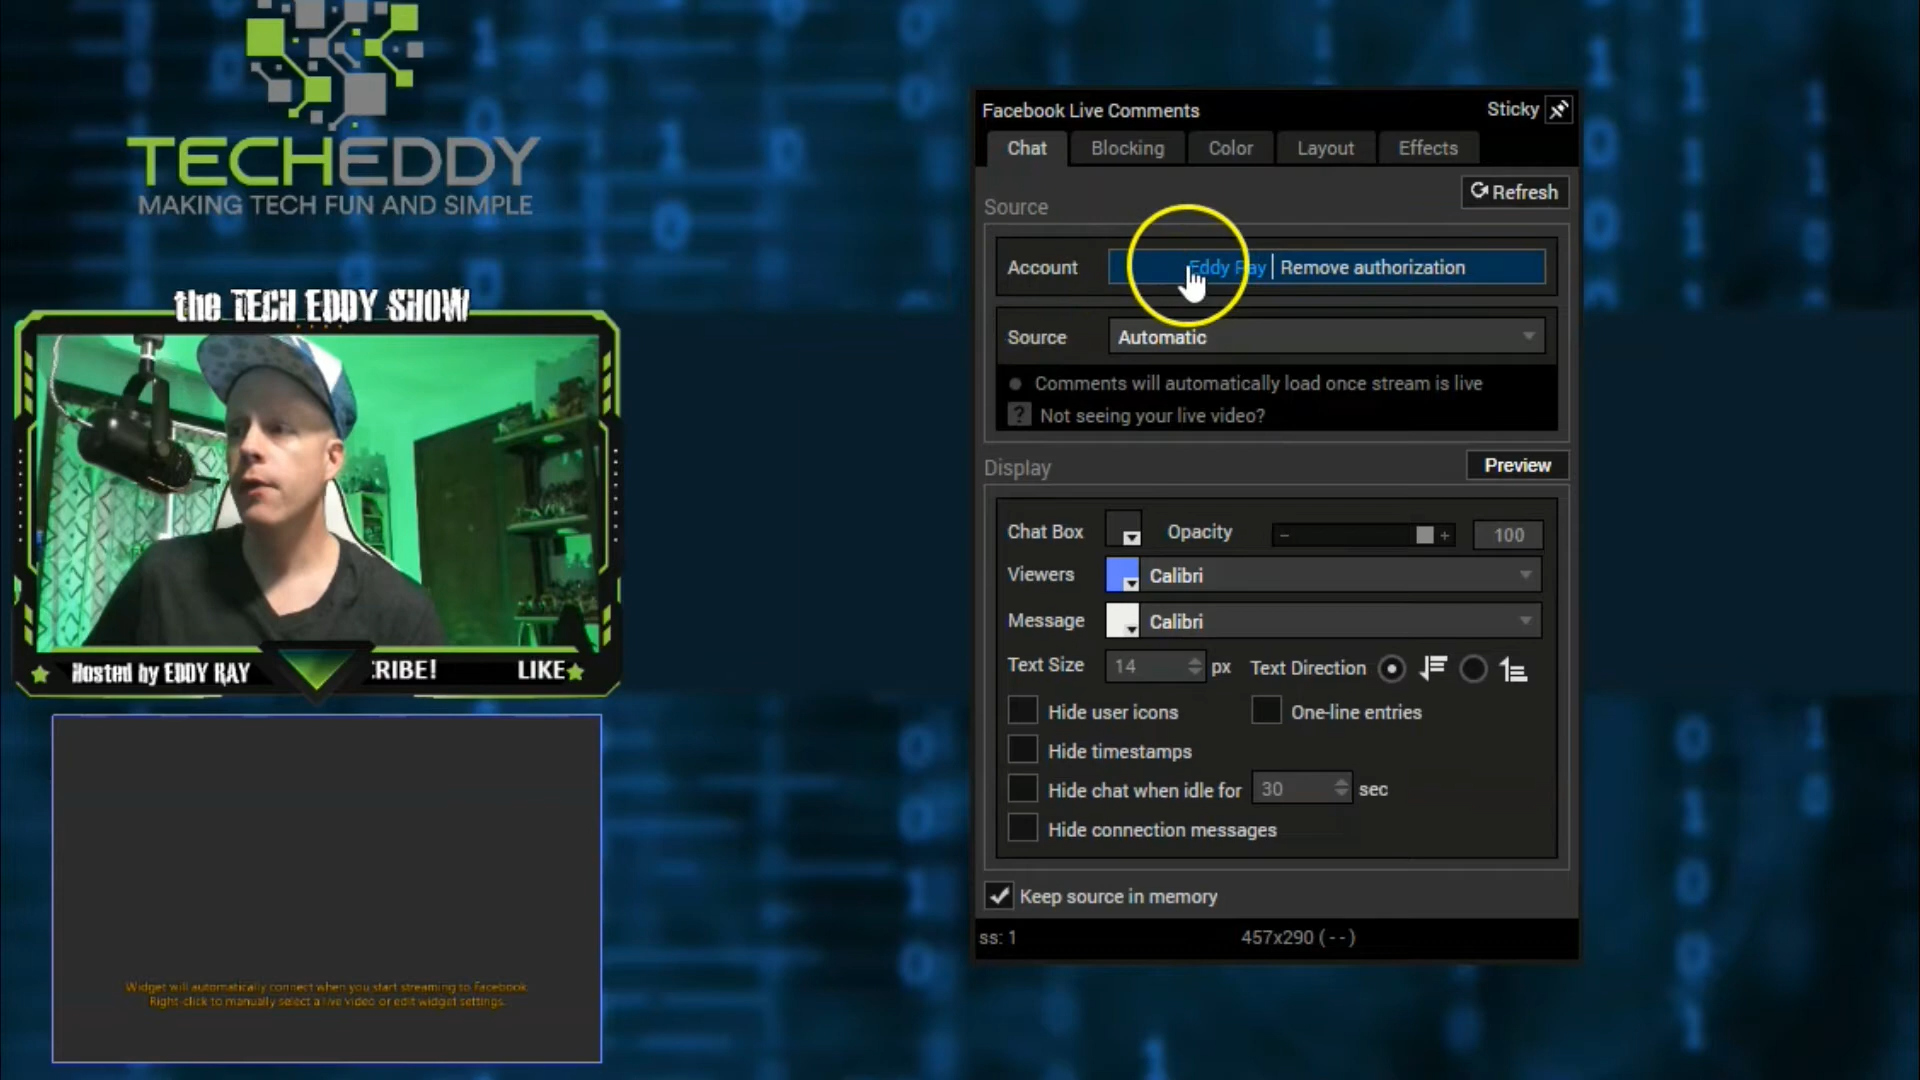 TECHEDDY
MAKING TECH FUN AND SIMPLE
the TECH EDDY SHOW
Hosted by EDDY RAY
CRIBE!
LIKE
Widget will automatically connect when you start streaming to Facebook.
Right-click to manually select a live video or edit widget settings.
Facebook Live Comments
Sticky
Chat Blocking Color Layout Effects
Refresh
Source
Account Eddy Ray | Remove authorization
Source Automatic
Comments will automatically load once stream is live
? Not seeing your live video?
Display Preview
Chat Box Opacity - + 100
Viewers Calibri
Message Calibri
Text Size 14 px Text Direction
Hide user icons One-line entries
Hide timestamps
Hide chat when idle for 30 sec
Hide connection messages
Keep source in memory
ss: 1 457x290 (--)